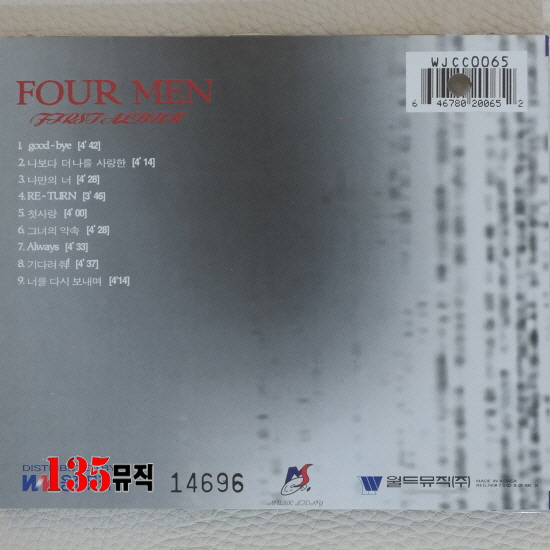 WJCC0065
6 46780 20065 2
FOUR MEN
FIRST ALBUM
1. good-bye [4'42]
2.나보다 더 나를 사랑한 [4'14]
3. 나만의 너 [4'28]
4. RE-TURN [3'46]
5. 첫사랑 [4'00]
6. 그녀의 약속 [4'28]
7. Always [4'33]
8. 기다려줘! [4'37]
9. 너를 다시 보내며 [4'14]
135뮤직
14696
월드뮤직(주)
MADE IN KOREA